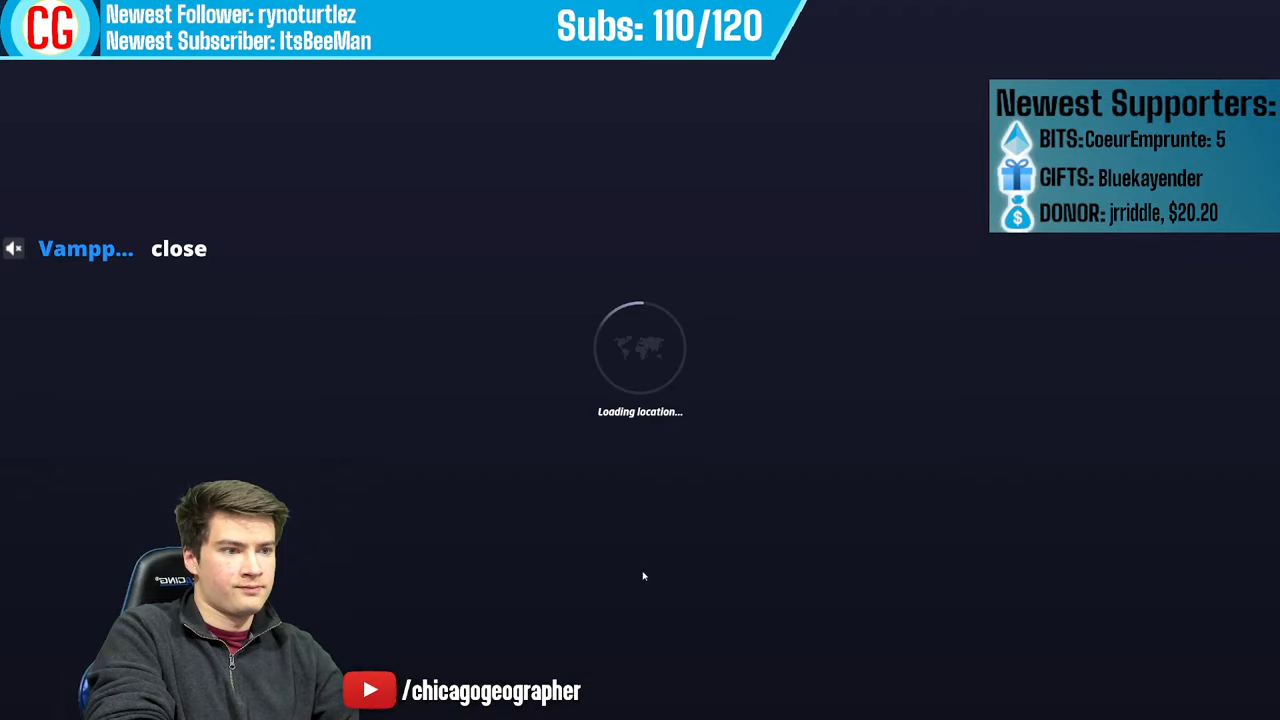 CG
Newest Follower: rynoturtlez
Newest Subscriber: ItsBeeMan
Subs: 110/120
Newest Supporters:
BITS:CoeurEmprunte: 5
GIFTS: Bluekayender
DONOR: jrriddle, $20.20
Vampp... close
Loading location...
/chicagogeographer